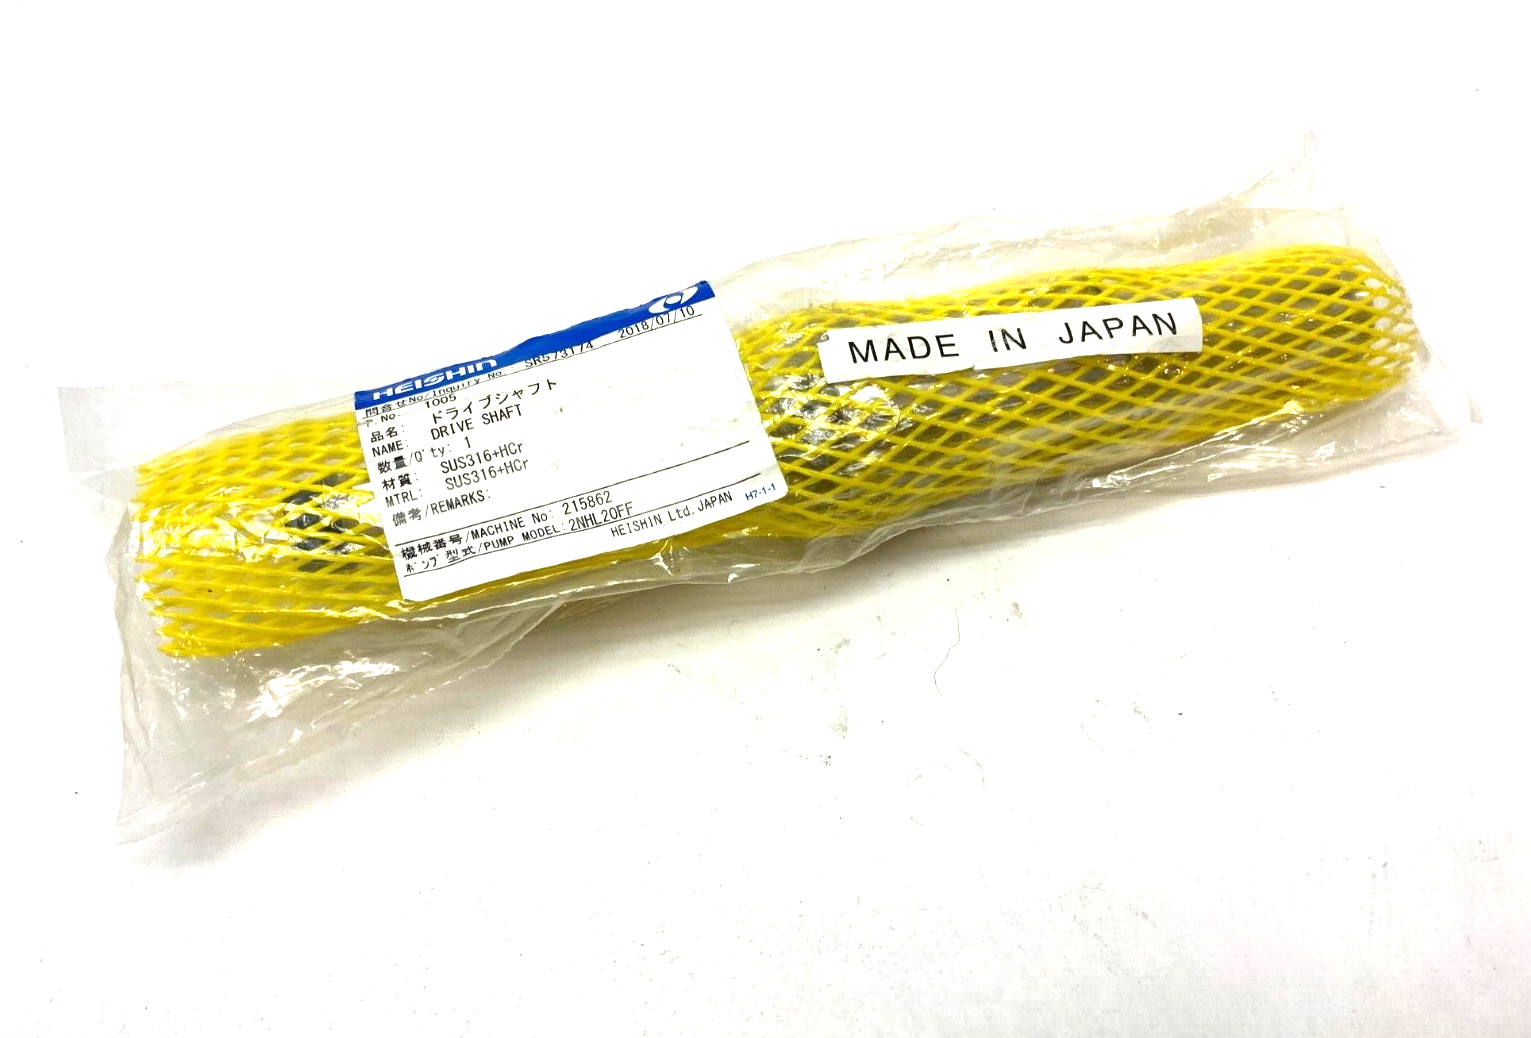 HEISHIN
問合せNo/Inquiry No. SR573174 2018/07/10
P.No. 1005
品名: ドライブシャフト
NAME: DRIVE SHAFT
数量/Q'ty: 1
材質: SUS316+HCr
MTRL: SUS316+HCr
備考/REMARKS:
機械番号/MACHINE No: 215862
ポンプ型式/PUMP MODEL: 2NHL20FF
HEISHIN Ltd. JAPAN H7-1-1
MADE IN JAPAN